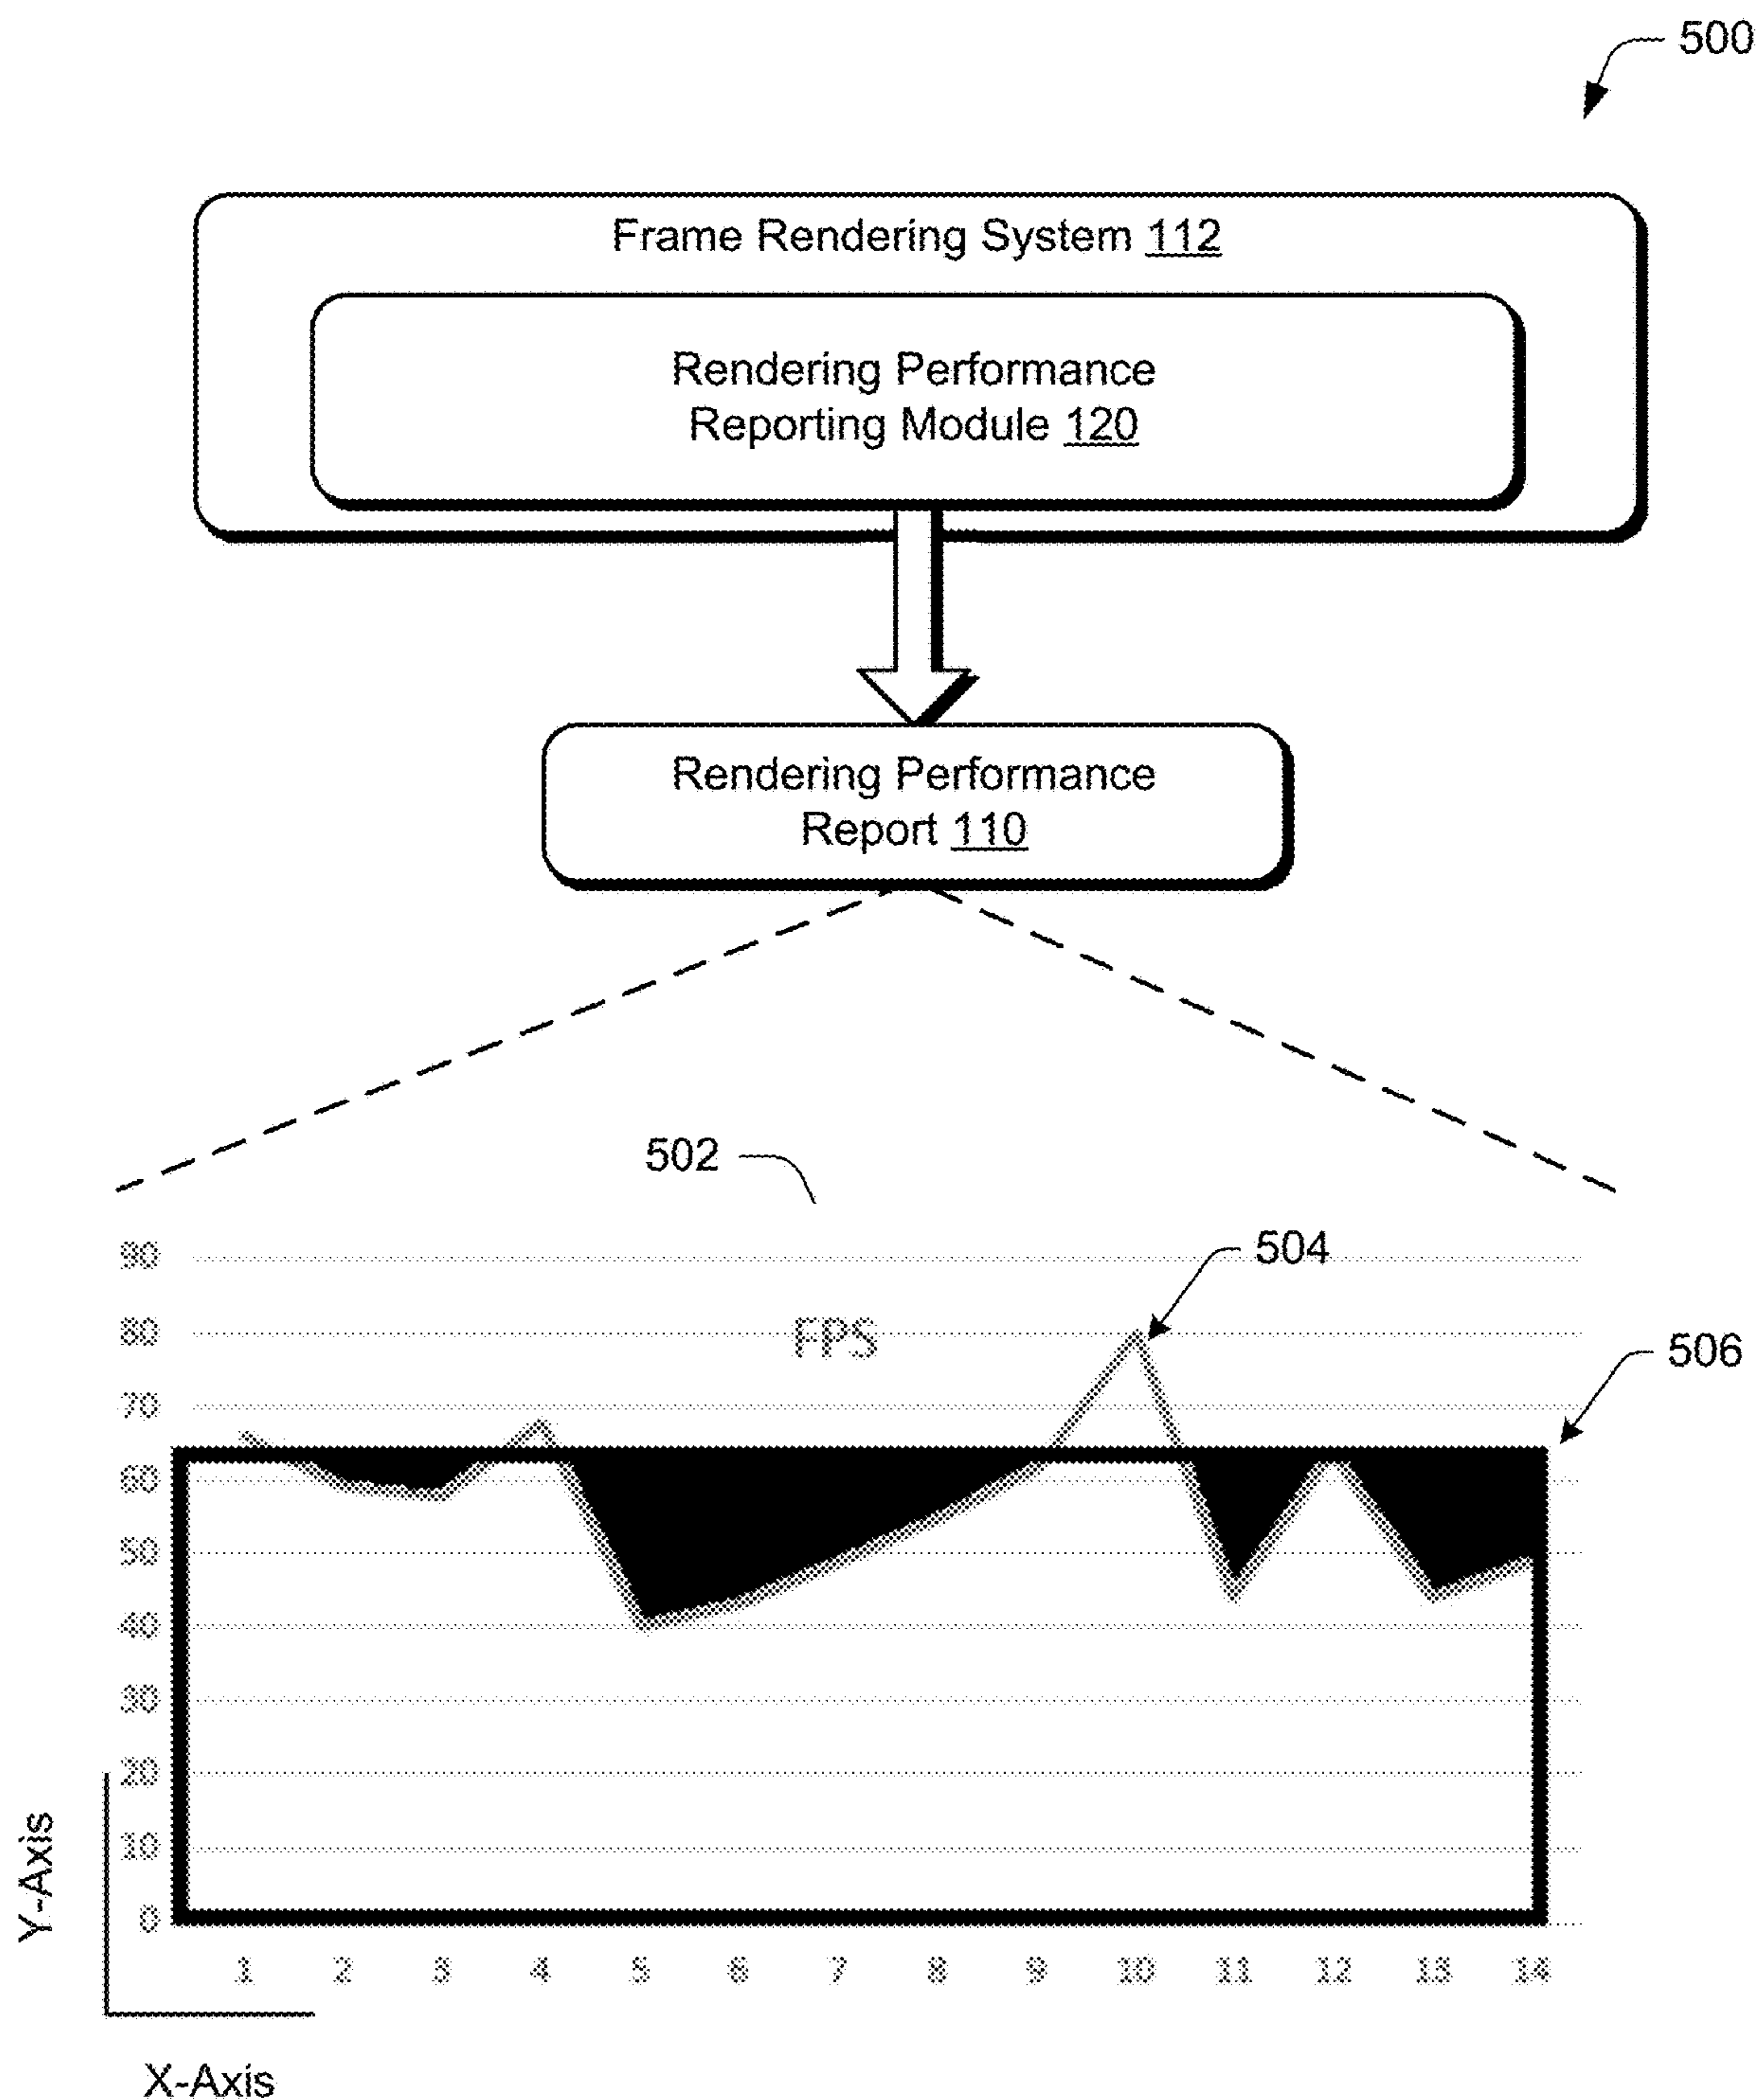 500
Frame Rendering System 112
Rendering Performance
Reporting Module 120
Rendering Performance
Report 110
502
504
506
FPS
90
80
70
60
50
40
30
20
10
0
1 2 3 4 5 6 7 8 9 10 11 12 13 14
Y-Axis
X-Axis